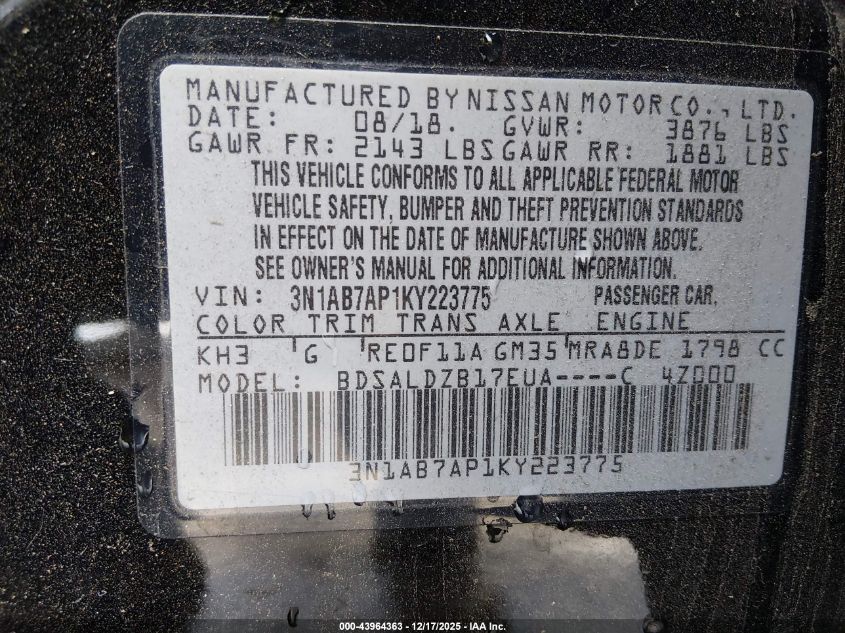 MANUFACTURED BY NISSAN MOTOR CO., LTD.
DATE: 08/18. GVWR: 3876 LBS
GAWR FR: 2143 LBS GAWR RR: 1881 LBS
THIS VEHICLE CONFORMS TO ALL APPLICABLE FEDERAL MOTOR
VEHICLE SAFETY, BUMPER AND THEFT PREVENTION STANDARDS
IN EFFECT ON THE DATE OF MANUFACTURE SHOWN ABOVE.
SEE OWNER'S MANUAL FOR ADDITIONAL INFORMATION.
VIN: 3N1AB7AP1KY223775 PASSENGER CAR.
COLOR TRIM TRANS AXLE ENGINE
KH3 G RE0F11A GM35 MRA8DE 1798 CC
MODEL: BDSALDZB17EUA----C 4Z000
3N1AB7AP1KY223775
000-43964363 - 12/17/2025 - IAA Inc.